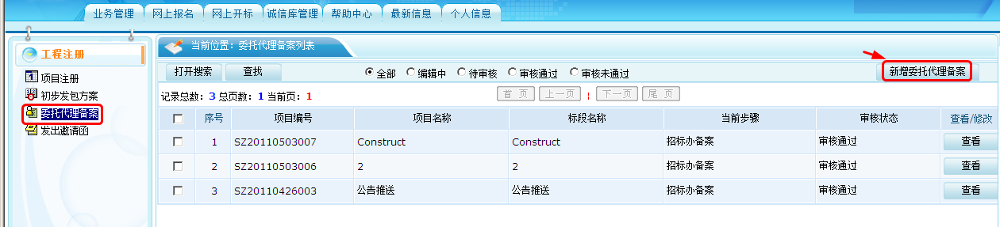 业务管理 网上报名 网上开标 诚信库管理 帮助中心 最新信息 个人信息
工程注册
项目注册
初步发包方案
委托代理备案
发出邀请函
当前位置：委托代理备案列表
打开搜索 查找 全部 编辑中 待审核 审核通过 审核未通过 新增委托代理备案
记录总数：3 总页数：1 当前页：1 首 页 上一页 ¦ 下一页 尾 页
序号 项目编号 项目名称 标段名称 当前步骤 审核状态 查看/修改
1 SZ20110503007 Construct Construct 招标办备案 审核通过 查看
2 SZ20110503006 2 2 招标办备案 审核通过 查看
3 SZ20110426003 公告推送 公告推送 招标办备案 审核通过 查看